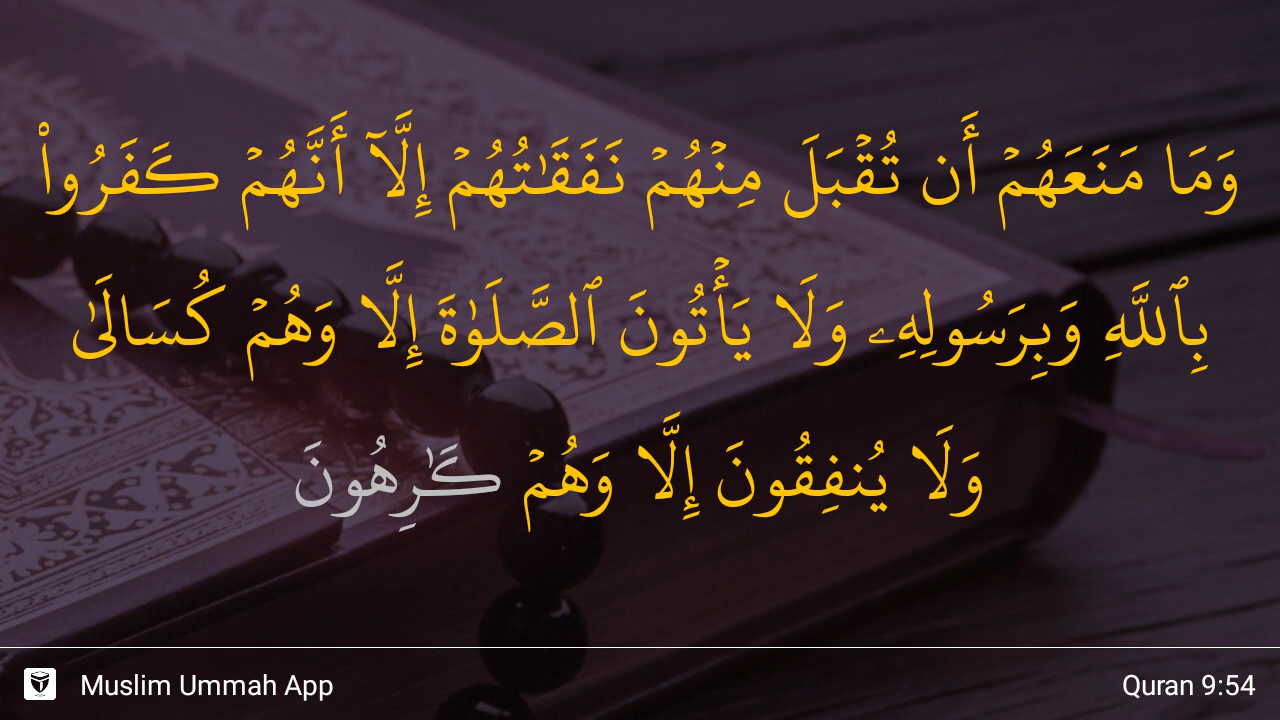 وَمَا مَنَعَهُمۡ أَن تُقۡبَلَ مِنۡهُمۡ نَفَقَٰتُهُمۡ إِلَّآ أَنَّهُمۡ كَفَرُواْ
بِٱللَّهِ وَبِرَسُولِهِۦ وَلَا يَأۡتُونَ ٱلصَّلَوٰةَ إِلَّا وَهُمۡ كُسَالَىٰ
وَلَا يُنفِقُونَ إِلَّا وَهُمۡ كَٰرِهُونَ
Muslim Ummah App
Quran 9:54